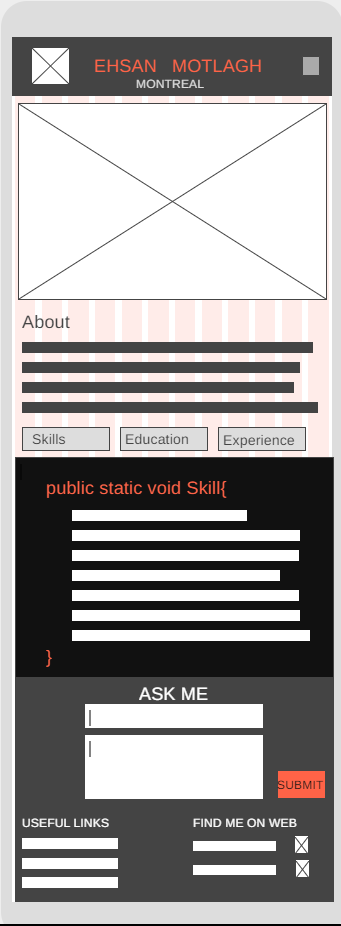 EHSAN MOTLAGH
MONTREAL
About
Skills
Education
Experience
public static void Skill{
}
ASK ME
SUBMIT
USEFUL LINKS
FIND ME ON WEB